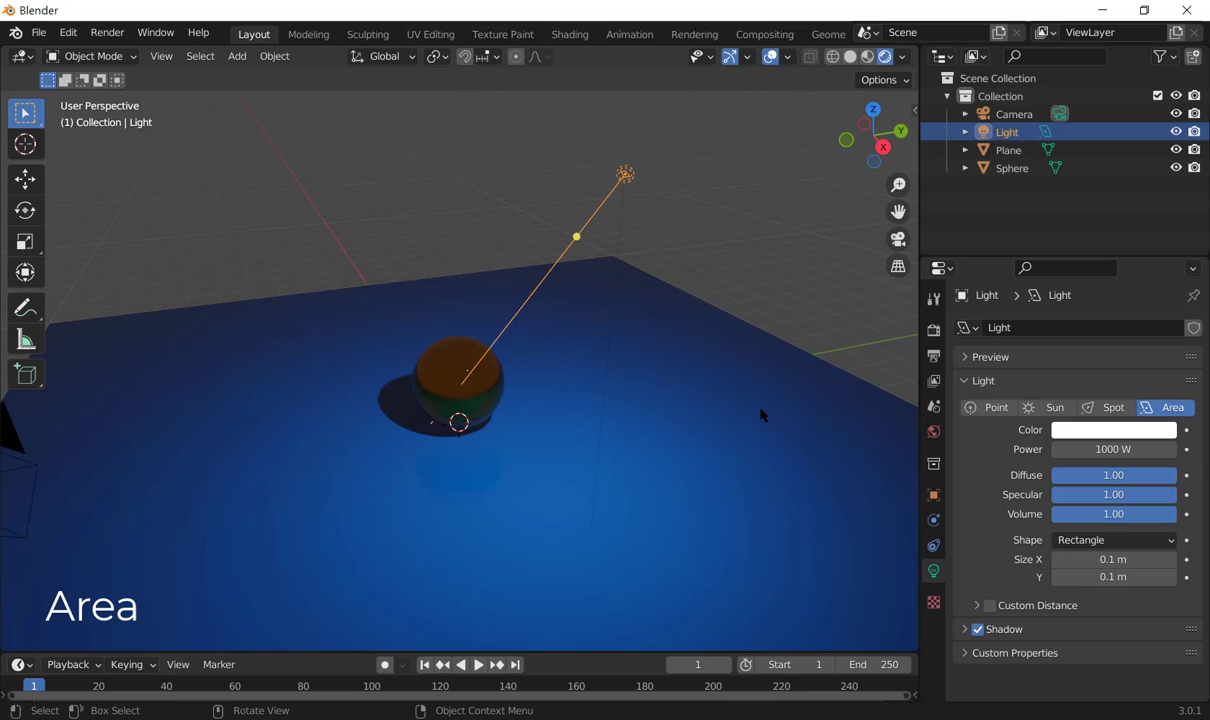 Blender
File Edit Render Window Help Layout Modeling Sculpting UV Editing Texture Paint Shading Animation Rendering Compositing Geome Scene ViewLayer
Object Mode View Select Add Object Global
Options
User Perspective
(1) Collection | Light
Z
Y
X
Scene Collection
Collection
Camera
Light
Plane
Sphere
Light Light
Light
Preview
Light
Point Sun Spot Area
Color
Power 1000 W
Diffuse 1.00
Specular 1.00
Volume 1.00
Shape Rectangle
Size X 0.1 m
Y 0.1 m
Custom Distance
Shadow
Custom Properties
Area
Playback Keying View Marker 1 Start 1 End 250
1 20 40 60 80 100 120 140 160 180 200 220 240
Select Box Select Rotate View Object Context Menu 3.0.1